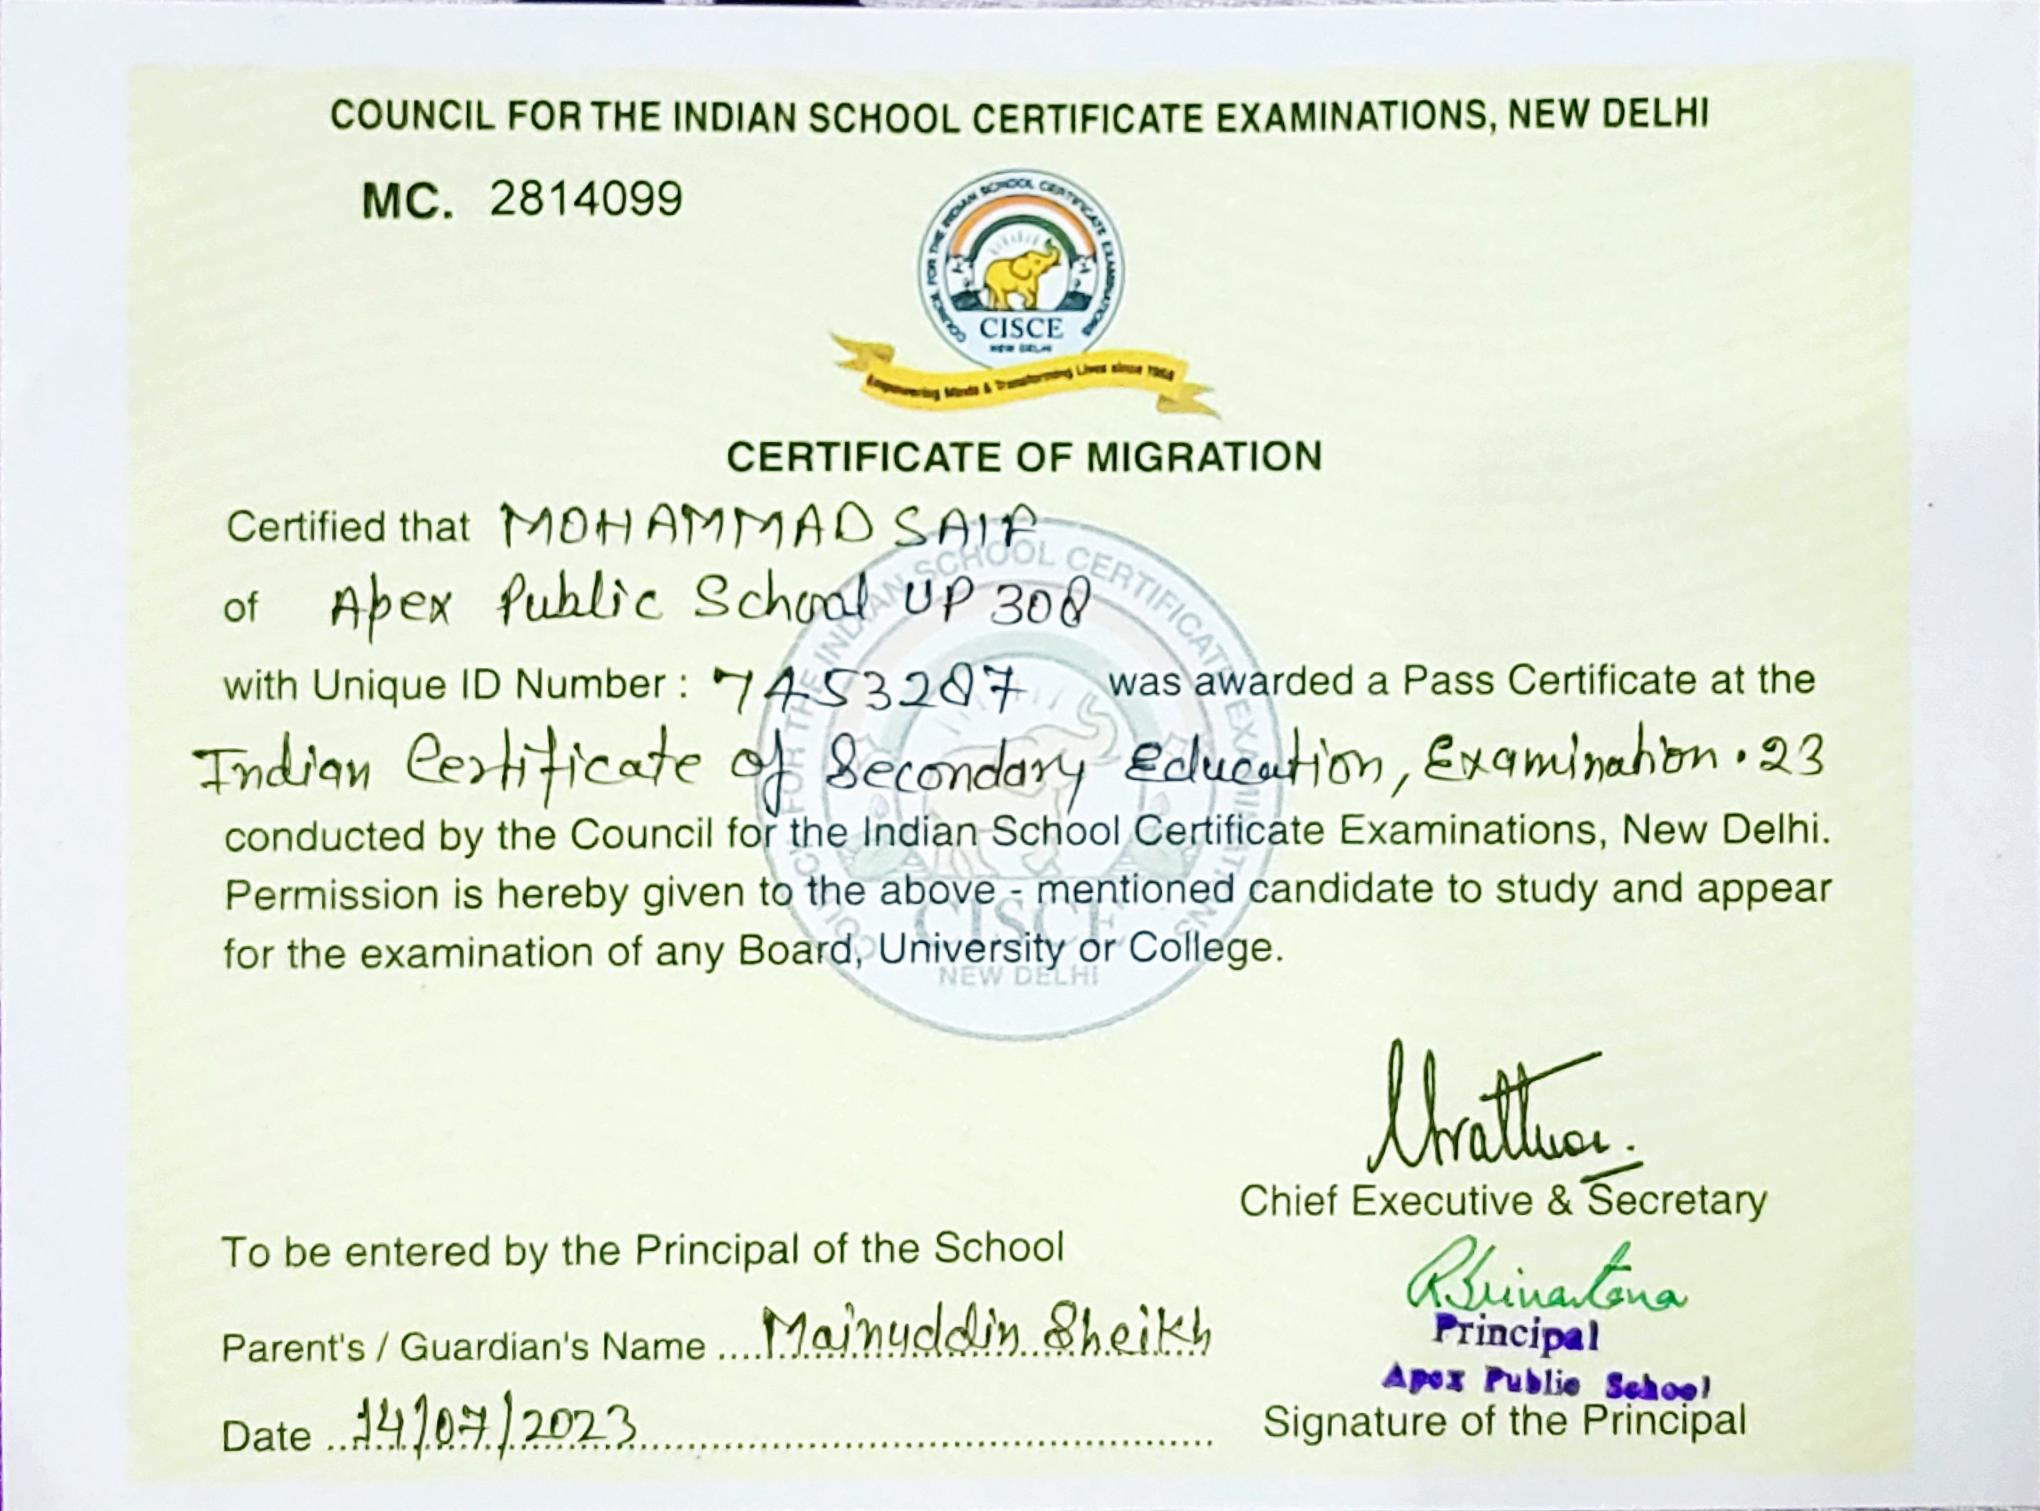 COUNCIL FOR THE INDIAN SCHOOL CERTIFICATE EXAMINATIONS, NEW DELHI
MC. 2814099
COUNCIL FOR THE INDIAN SCHOOL CERTIFICATE EXAMINATIONS
CISCE
NEW DELHI
Empowering Minds & Transforming Lives since 1958
CERTIFICATE OF MIGRATION
Certified that MOHAMMAD SAIF
of Apex Public School UP 308
with Unique ID Number : 7453287 was awarded a Pass Certificate at the
Indian Certificate of Secondary Education, Examination • 23
conducted by the Council for the Indian School Certificate Examinations, New Delhi.
Permission is hereby given to the above - mentioned candidate to study and appear
for the examination of any Board, University or College.
COUNCIL FOR THE INDIAN SCHOOL CERTIFICATE EXAMINATIONS
CISCE
NEW DELHI
Chief Executive & Secretary
To be entered by the Principal of the School
Principal
Parent's / Guardian's Name ....Mainuddin Sheikh
Apex Public School
Date ...14/07/2023
Signature of the Principal